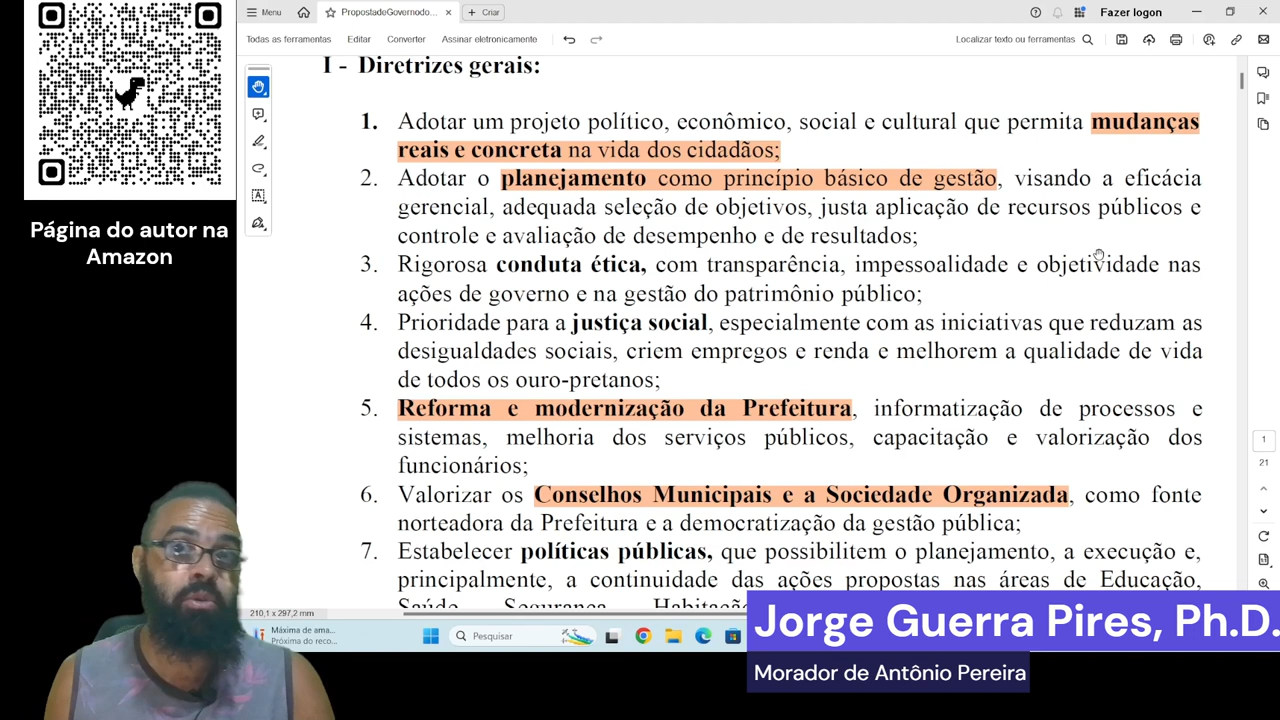 Página do autor na
Amazon
Menu
PropostadeGovernodo...
+ Criar
Fazer logon
Todas as ferramentas
Editar
Converter
Assinar eletronicamente
Localizar texto ou ferramentas
I - Diretrizes gerais:
1. Adotar um projeto político, econômico, social e cultural que permita mudanças
reais e concreta na vida dos cidadãos;
2. Adotar o planejamento como princípio básico de gestão, visando a eficácia
gerencial, adequada seleção de objetivos, justa aplicação de recursos públicos e
controle e avaliação de desempenho e de resultados;
3. Rigorosa conduta ética, com transparência, impessoalidade e objetividade nas
ações de governo e na gestão do patrimônio público;
4. Prioridade para a justiça social, especialmente com as iniciativas que reduzam as
desigualdades sociais, criem empregos e renda e melhorem a qualidade de vida
de todos os ouro-pretanos;
5. Reforma e modernização da Prefeitura, informatização de processos e
sistemas, melhoria dos serviços públicos, capacitação e valorização dos
funcionários;
6. Valorizar os Conselhos Municipais e a Sociedade Organizada, como fonte
norteadora da Prefeitura e a democratização da gestão pública;
7. Estabelecer políticas públicas, que possibilitem o planejamento, a execução e,
principalmente, a continuidade das ações propostas nas áreas de Educação,
Saúde, Segurança, Habitação
1
21
210,1 x 297,2 mm
Máxima de ama...
Próxima do reco...
Pesquisar
Jorge Guerra Pires, Ph.D.
Morador de Antônio Pereira